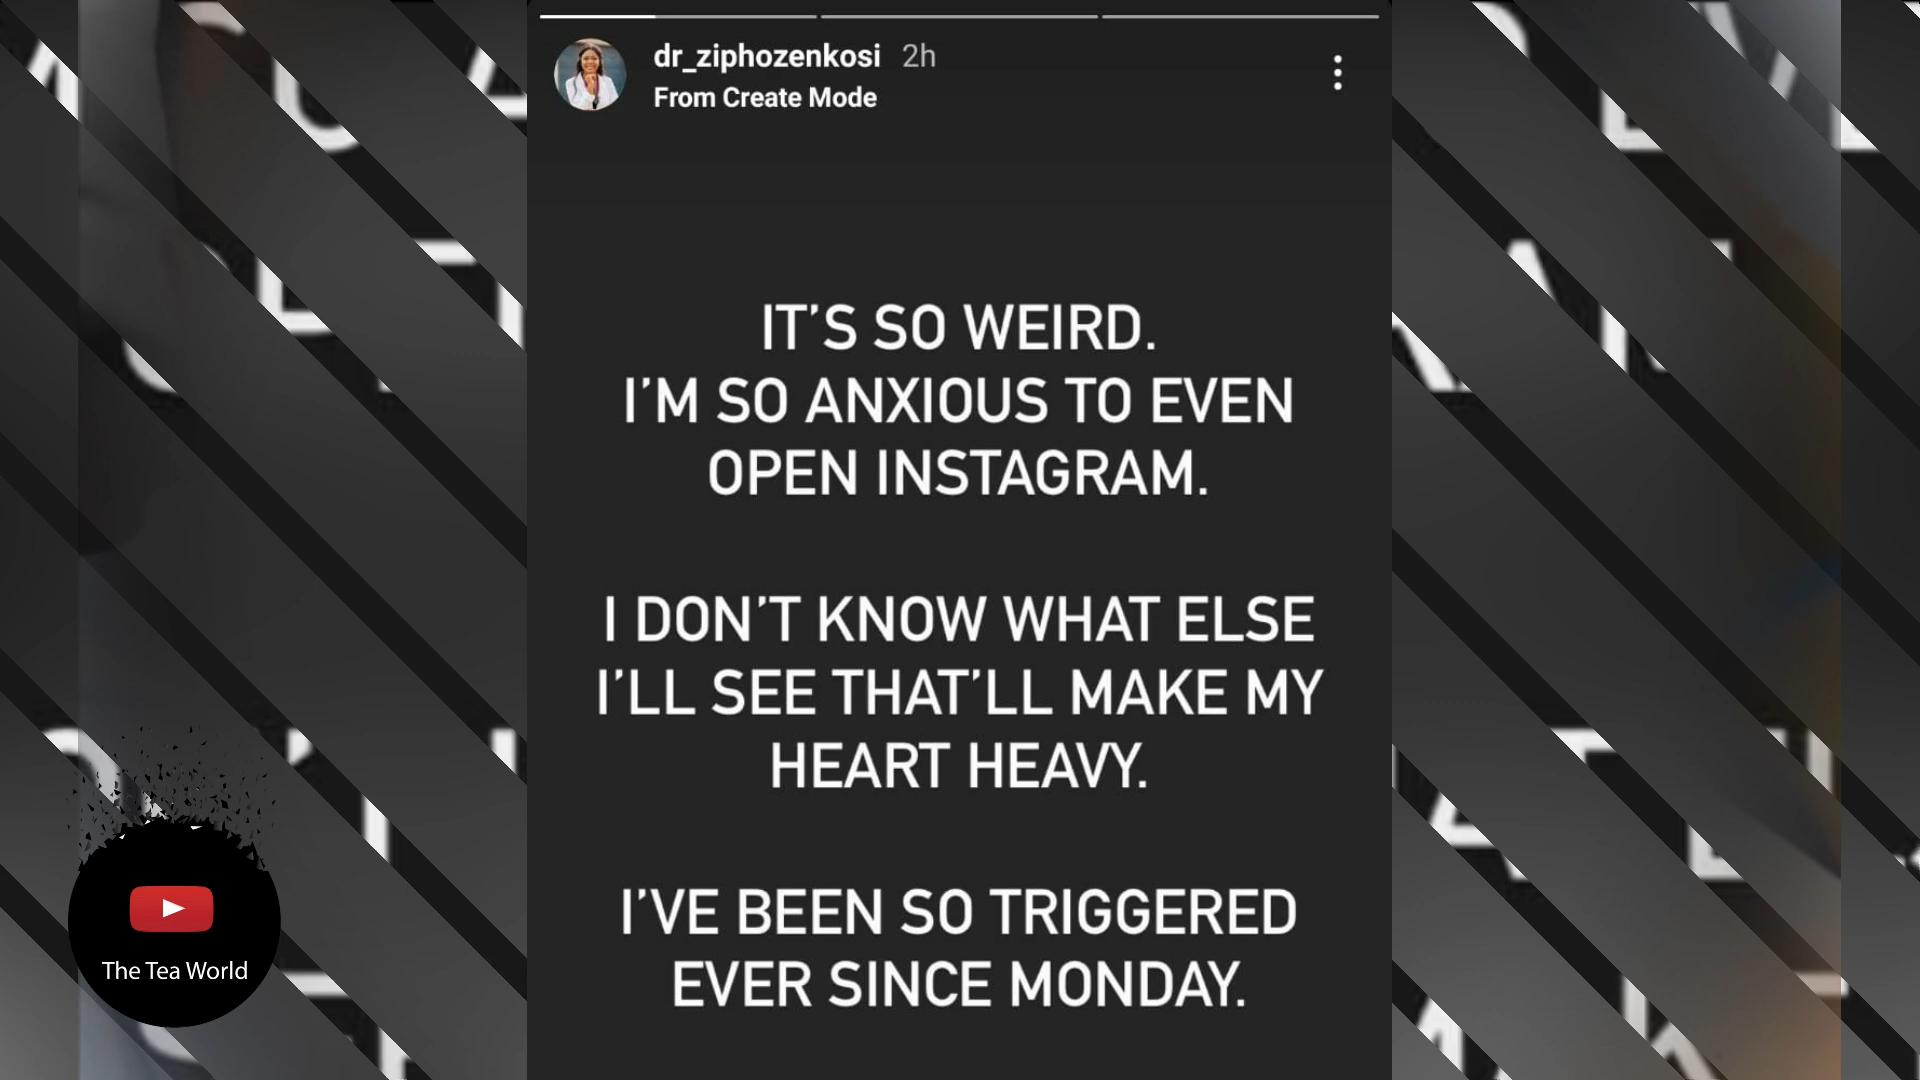 dr_ziphozenkosi 2h
From Create Mode
IT'S SO WEIRD.
I'M SO ANXIOUS TO EVEN
OPEN INSTAGRAM.
I DON'T KNOW WHAT ELSE
I'LL SEE THAT'LL MAKE MY
HEART HEAVY.
I'VE BEEN SO TRIGGERED
EVER SINCE MONDAY.
The Tea World